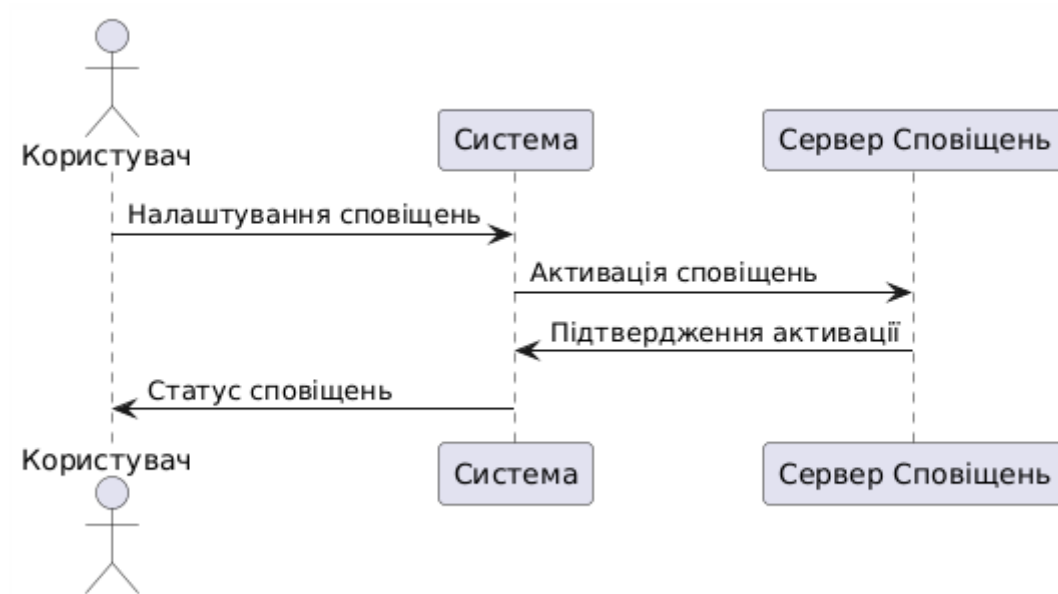 Користувач
Система
Сервер Сповіщень
Налаштування сповіщень
Активація сповіщень
Підтвердження активації
Статус сповіщень
Користувач
Система
Сервер Сповіщень